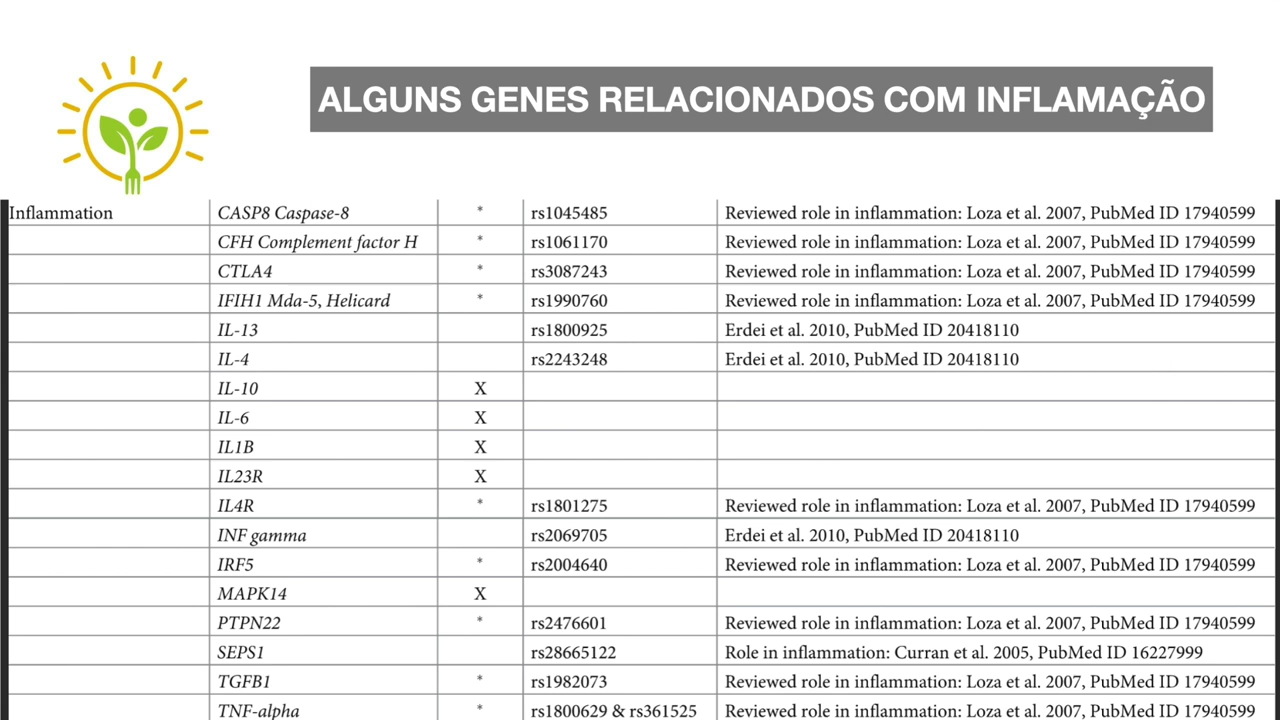 ALGUNS GENES RELACIONADOS COM INFLAMAÇÃO
Inflammation CASP8 Caspase-8 * rs1045485 Reviewed role in inflammation: Loza et al. 2007, PubMed ID 17940599
CFH Complement factor H * rs1061170 Reviewed role in inflammation: Loza et al. 2007, PubMed ID 17940599
CTLA4 * rs3087243 Reviewed role in inflammation: Loza et al. 2007, PubMed ID 17940599
IFIH1 Mda-5, Helicard * rs1990760 Reviewed role in inflammation: Loza et al. 2007, PubMed ID 17940599
IL-13 rs1800925 Erdei et al. 2010, PubMed ID 20418110
IL-4 rs2243248 Erdei et al. 2010, PubMed ID 20418110
IL-10 X
IL-6 X
IL1B X
IL23R X
IL4R * rs1801275 Reviewed role in inflammation: Loza et al. 2007, PubMed ID 17940599
INF gamma rs2069705 Erdei et al. 2010, PubMed ID 20418110
IRF5 * rs2004640 Reviewed role in inflammation: Loza et al. 2007, PubMed ID 17940599
MAPK14 X
PTPN22 * rs2476601 Reviewed role in inflammation: Loza et al. 2007, PubMed ID 17940599
SEPS1 rs28665122 Role in inflammation: Curran et al. 2005, PubMed ID 16227999
TGFB1 * rs1982073 Reviewed role in inflammation: Loza et al. 2007, PubMed ID 17940599
TNF-alpha * rs1800629 & rs361525 Reviewed role in inflammation: Loza et al. 2007, PubMed ID 17940599